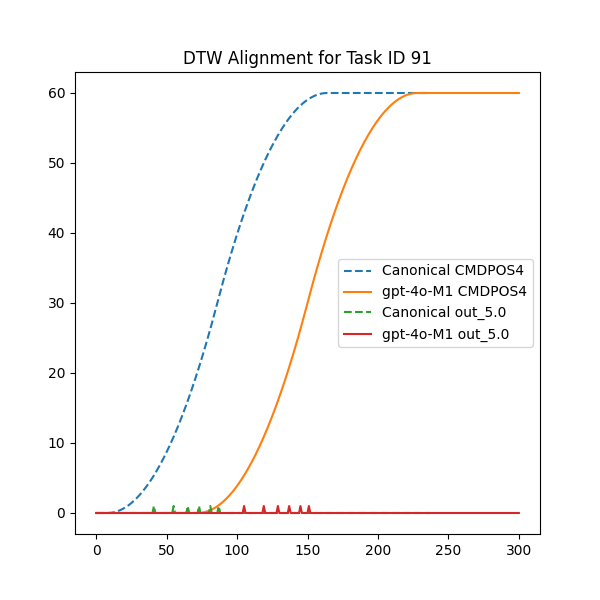 DTW Alignment for Task ID 91
60
50
40
30
20
10
0
Canonical CMDPOS4
gpt-4o-M1 CMDPOS4
Canonical out_5.0
gpt-4o-M1 out_5.0
0 50 100 150 200 250 300